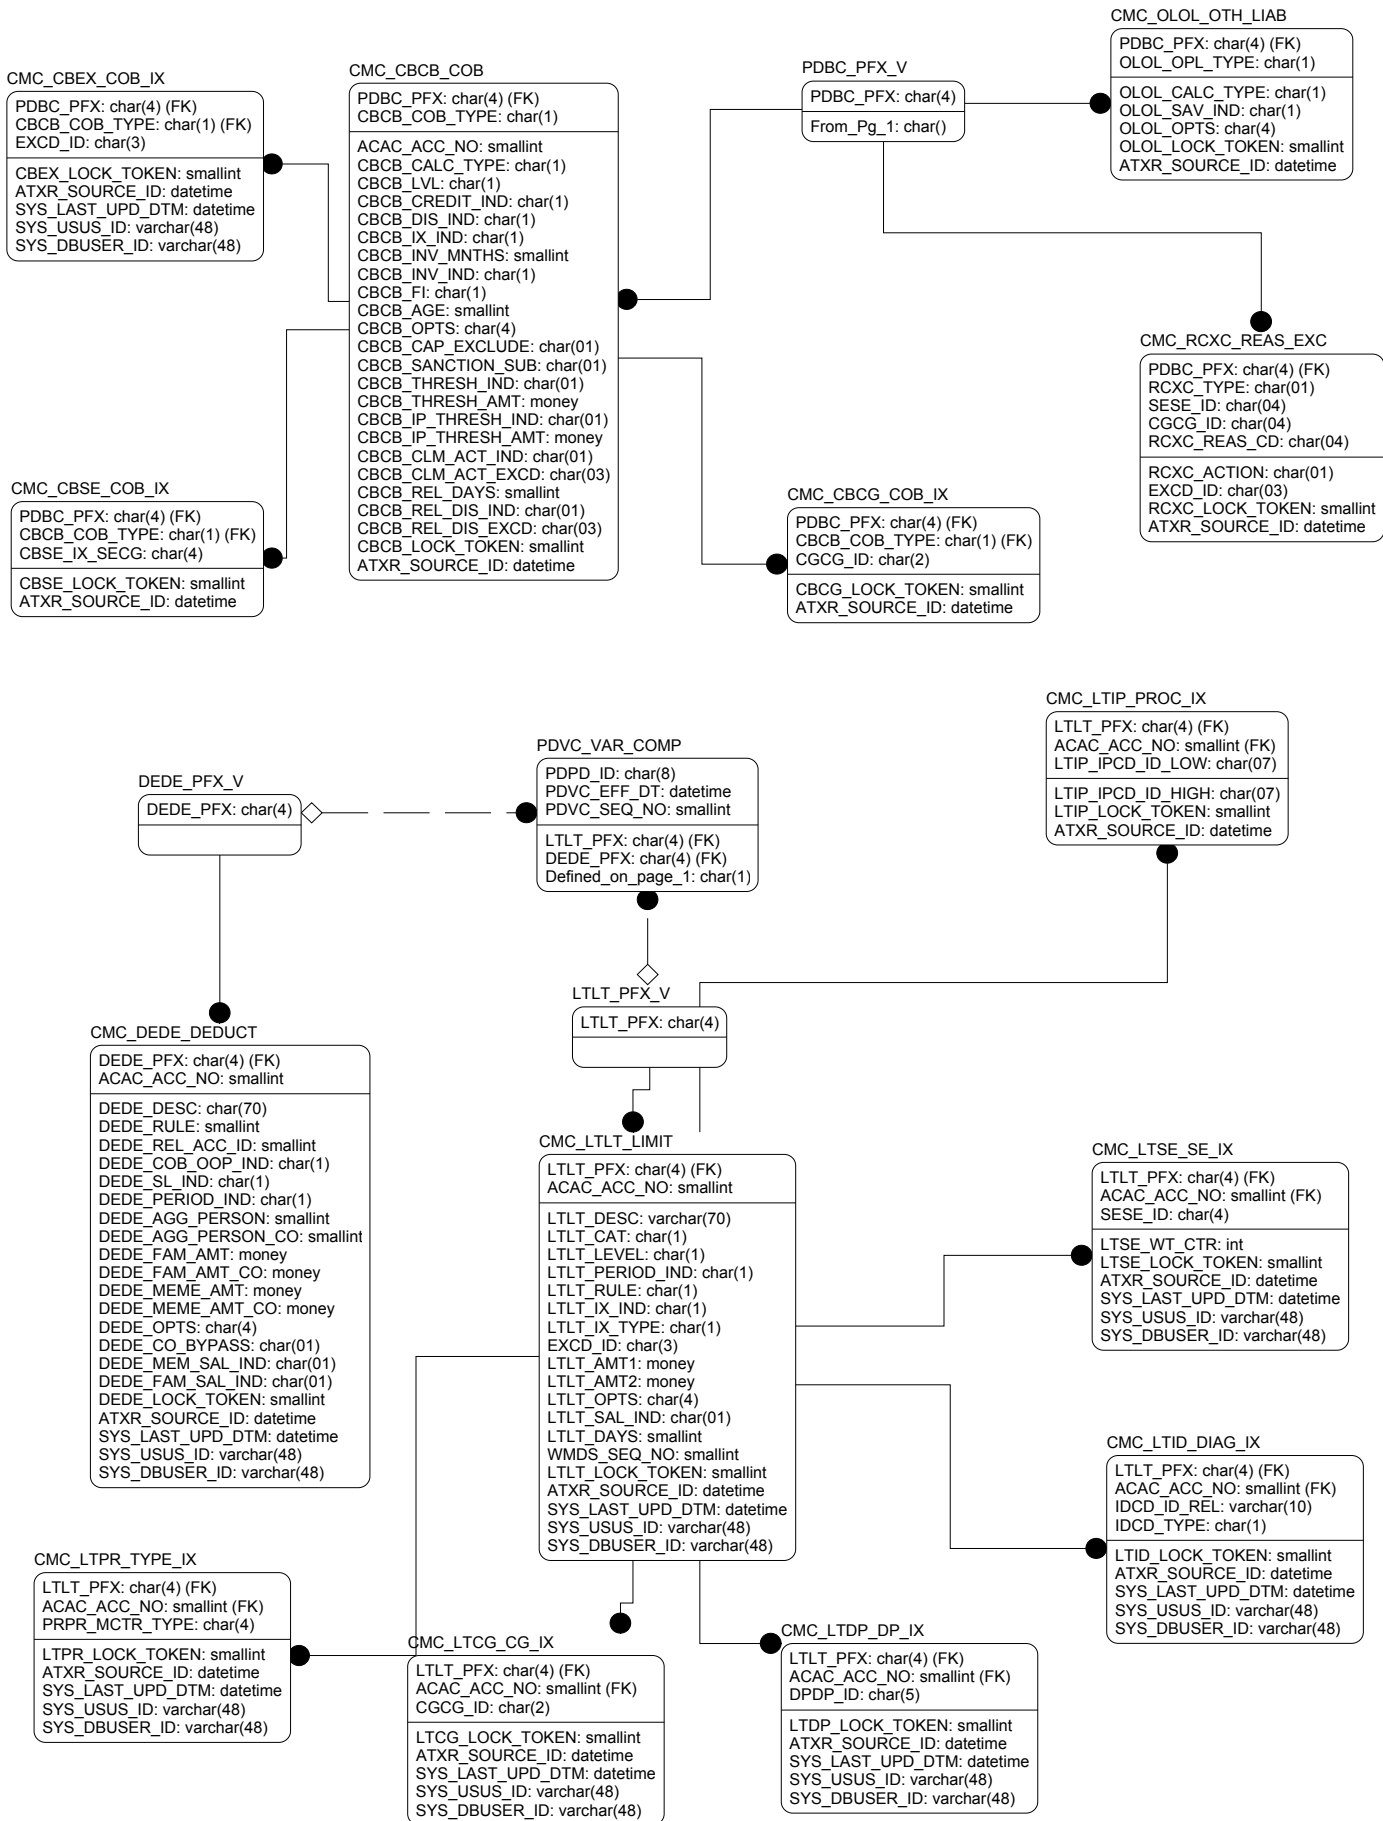 CMC_OLOL_OTH_LIAB
PDBC_PFX: char(4) (FK)
OLOL_OPL_TYPE: char(1)
OLOL_CALC_TYPE: char(1)
OLOL_SAV_IND: char(1)
OLOL_OPTS: char(4)
OLOL_LOCK_TOKEN: smallint
ATXR_SOURCE_ID: datetime
CMC_CBEX_COB_IX
PDBC_PFX: char(4) (FK)
CBCB_COB_TYPE: char(1) (FK)
EXCD_ID: char(3)
CBEX_LOCK_TOKEN: smallint
ATXR_SOURCE_ID: datetime
SYS_LAST_UPD_DTM: datetime
SYS_USUS_ID: varchar(48)
SYS_DBUSER_ID: varchar(48)
CMC_CBCB_COB
PDBC_PFX: char(4) (FK)
CBCB_COB_TYPE: char(1)
ACAC_ACC_NO: smallint
CBCB_CALC_TYPE: char(1)
CBCB_LVL: char(1)
CBCB_CREDIT_IND: char(1)
CBCB_DIS_IND: char(1)
CBCB_IX_IND: char(1)
CBCB_INV_MNTHS: smallint
CBCB_INV_IND: char(1)
CBCB_FI: char(1)
CBCB_AGE: smallint
CBCB_OPTS: char(4)
CBCB_CAP_EXCLUDE: char(01)
CBCB_SANCTION_SUB: char(01)
CBCB_THRESH_IND: char(01)
CBCB_THRESH_AMT: money
CBCB_IP_THRESH_IND: char(01)
CBCB_IP_THRESH_AMT: money
CBCB_CLM_ACT_IND: char(01)
CBCB_CLM_ACT_EXCD: char(03)
CBCB_REL_DAYS: smallint
CBCB_REL_DIS_IND: char(01)
CBCB_REL_DIS_EXCD: char(03)
CBCB_LOCK_TOKEN: smallint
ATXR_SOURCE_ID: datetime
PDBC_PFX_V
PDBC_PFX: char(4)
From_Pg_1: char()
CMC_RCXC_REAS_EXC
PDBC_PFX: char(4) (FK)
RCXC_TYPE: char(01)
SESE_ID: char(04)
CGCG_ID: char(04)
RCXC_REAS_CD: char(04)
RCXC_ACTION: char(01)
EXCD_ID: char(03)
RCXC_LOCK_TOKEN: smallint
ATXR_SOURCE_ID: datetime
CMC_CBSE_COB_IX
PDBC_PFX: char(4) (FK)
CBCB_COB_TYPE: char(1) (FK)
CBSE_IX_SECG: char(4)
CBSE_LOCK_TOKEN: smallint
ATXR_SOURCE_ID: datetime
CMC_CBCG_COB_IX
PDBC_PFX: char(4) (FK)
CBCB_COB_TYPE: char(1) (FK)
CGCG_ID: char(2)
CBCG_LOCK_TOKEN: smallint
ATXR_SOURCE_ID: datetime
CMC_LTIP_PROC_IX
LTLT_PFX: char(4) (FK)
ACAC_ACC_NO: smallint (FK)
LTIP_IPCD_ID_LOW: char(07)
LTIP_IPCD_ID_HIGH: char(07)
LTIP_LOCK_TOKEN: smallint
ATXR_SOURCE_ID: datetime
PDVC_VAR_COMP
PDPD_ID: char(8)
PDVC_EFF_DT: datetime
PDVC_SEQ_NO: smallint
LTLT_PFX: char(4) (FK)
DEDE_PFX: char(4) (FK)
Defined_on_page_1: char(1)
DEDE_PFX_V
DEDE_PFX: char(4)
LTLT_PFX_V
LTLT_PFX: char(4)
CMC_DEDE_DEDUCT
DEDE_PFX: char(4) (FK)
ACAC_ACC_NO: smallint
DEDE_DESC: char(70)
DEDE_RULE: smallint
DEDE_REL_ACC_ID: smallint
DEDE_COB_OOP_IND: char(1)
DEDE_SL_IND: char(1)
DEDE_PERIOD_IND: char(1)
DEDE_AGG_PERSON: smallint
DEDE_AGG_PERSON_CO: smallint
DEDE_FAM_AMT: money
DEDE_FAM_AMT_CO: money
DEDE_MEME_AMT: money
DEDE_MEME_AMT_CO: money
DEDE_OPTS: char(4)
DEDE_CO_BYPASS: char(01)
DEDE_MEM_SAL_IND: char(01)
DEDE_FAM_SAL_IND: char(01)
DEDE_LOCK_TOKEN: smallint
ATXR_SOURCE_ID: datetime
SYS_LAST_UPD_DTM: datetime
SYS_USUS_ID: varchar(48)
SYS_DBUSER_ID: varchar(48)
CMC_LTLT_LIMIT
LTLT_PFX: char(4) (FK)
ACAC_ACC_NO: smallint
LTLT_DESC: varchar(70)
LTLT_CAT: char(1)
LTLT_LEVEL: char(1)
LTLT_PERIOD_IND: char(1)
LTLT_RULE: char(1)
LTLT_IX_IND: char(1)
LTLT_IX_TYPE: char(1)
EXCD_ID: char(3)
LTLT_AMT1: money
LTLT_AMT2: money
LTLT_OPTS: char(4)
LTLT_SAL_IND: char(01)
LTLT_DAYS: smallint
WMDS_SEQ_NO: smallint
LTLT_LOCK_TOKEN: smallint
ATXR_SOURCE_ID: datetime
SYS_LAST_UPD_DTM: datetime
SYS_USUS_ID: varchar(48)
SYS_DBUSER_ID: varchar(48)
CMC_LTSE_SE_IX
LTLT_PFX: char(4) (FK)
ACAC_ACC_NO: smallint (FK)
SESE_ID: char(4)
LTSE_WT_CTR: int
LTSE_LOCK_TOKEN: smallint
ATXR_SOURCE_ID: datetime
SYS_LAST_UPD_DTM: datetime
SYS_USUS_ID: varchar(48)
SYS_DBUSER_ID: varchar(48)
CMC_LTID_DIAG_IX
LTLT_PFX: char(4) (FK)
ACAC_ACC_NO: smallint (FK)
IDCD_ID_REL: varchar(10)
IDCD_TYPE: char(1)
LTID_LOCK_TOKEN: smallint
ATXR_SOURCE_ID: datetime
SYS_LAST_UPD_DTM: datetime
SYS_USUS_ID: varchar(48)
SYS_DBUSER_ID: varchar(48)
CMC_LTPR_TYPE_IX
LTLT_PFX: char(4) (FK)
ACAC_ACC_NO: smallint (FK)
PRPR_MCTR_TYPE: char(4)
LTPR_LOCK_TOKEN: smallint
ATXR_SOURCE_ID: datetime
SYS_LAST_UPD_DTM: datetime
SYS_USUS_ID: varchar(48)
SYS_DBUSER_ID: varchar(48)
CMC_LTCG_CG_IX
LTLT_PFX: char(4) (FK)
ACAC_ACC_NO: smallint (FK)
CGCG_ID: char(2)
LTCG_LOCK_TOKEN: smallint
ATXR_SOURCE_ID: datetime
SYS_LAST_UPD_DTM: datetime
SYS_USUS_ID: varchar(48)
SYS_DBUSER_ID: varchar(48)
CMC_LTDP_DP_IX
LTLT_PFX: char(4) (FK)
ACAC_ACC_NO: smallint (FK)
DPDP_ID: char(5)
LTDP_LOCK_TOKEN: smallint
ATXR_SOURCE_ID: datetime
SYS_LAST_UPD_DTM: datetime
SYS_USUS_ID: varchar(48)
SYS_DBUSER_ID: varchar(48)